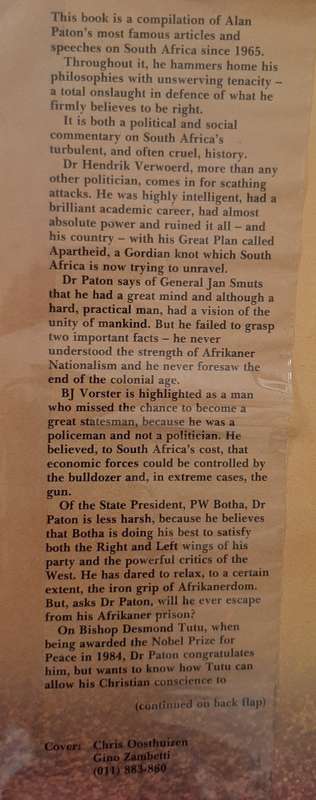 This book is a compilation of Alan
Paton's most famous articles and
speeches on South Africa since 1965.
Throughout it, he hammers home his
philosophies with unswerving tenacity –
a total onslaught in defence of what he
firmly believes to be right.
It is both a political and social
commentary on South Africa's
turbulent, and often cruel, history.
Dr Hendrik Verwoerd, more than any
other politician, comes in for scathing
attacks. He was highly intelligent, had a
brilliant academic career, had almost
absolute power and ruined it all – and
his country – with his Great Plan called
Apartheid, a Gordian knot which South
Africa is now trying to unravel.
Dr Paton says of General Jan Smuts
that he had a great mind and although a
hard, practical man, had a vision of the
unity of mankind. But he failed to grasp
two important facts – he never
understood the strength of Afrikaner
Nationalism and he never foresaw the
end of the colonial age.
BJ Vorster is highlighted as a man
who missed the chance to become a
great statesman, because he was a
policeman and not a politician. He
believed, to South Africa's cost, that
economic forces could be controlled by
the bulldozer and, in extreme cases, the
gun.
Of the State President, PW Botha, Dr
Paton is less harsh, because he believes
that Botha is doing his best to satisfy
both the Right and Left wings of his
party and the powerful critics of the
West. He has dared to relax, to a certain
extent, the iron grip of Afrikanerdom.
But, asks Dr Paton, will he ever escape
from his Afrikaner prison?
On Bishop Desmond Tutu, when
being awarded the Nobel Prize for
Peace in 1984, Dr Paton congratulates
him, but wants to know how Tutu can
allow his Christian conscience to
(continued on back flap)
Cover: Chris Oosthuizen
Gino Zambetti
(011) 883-860